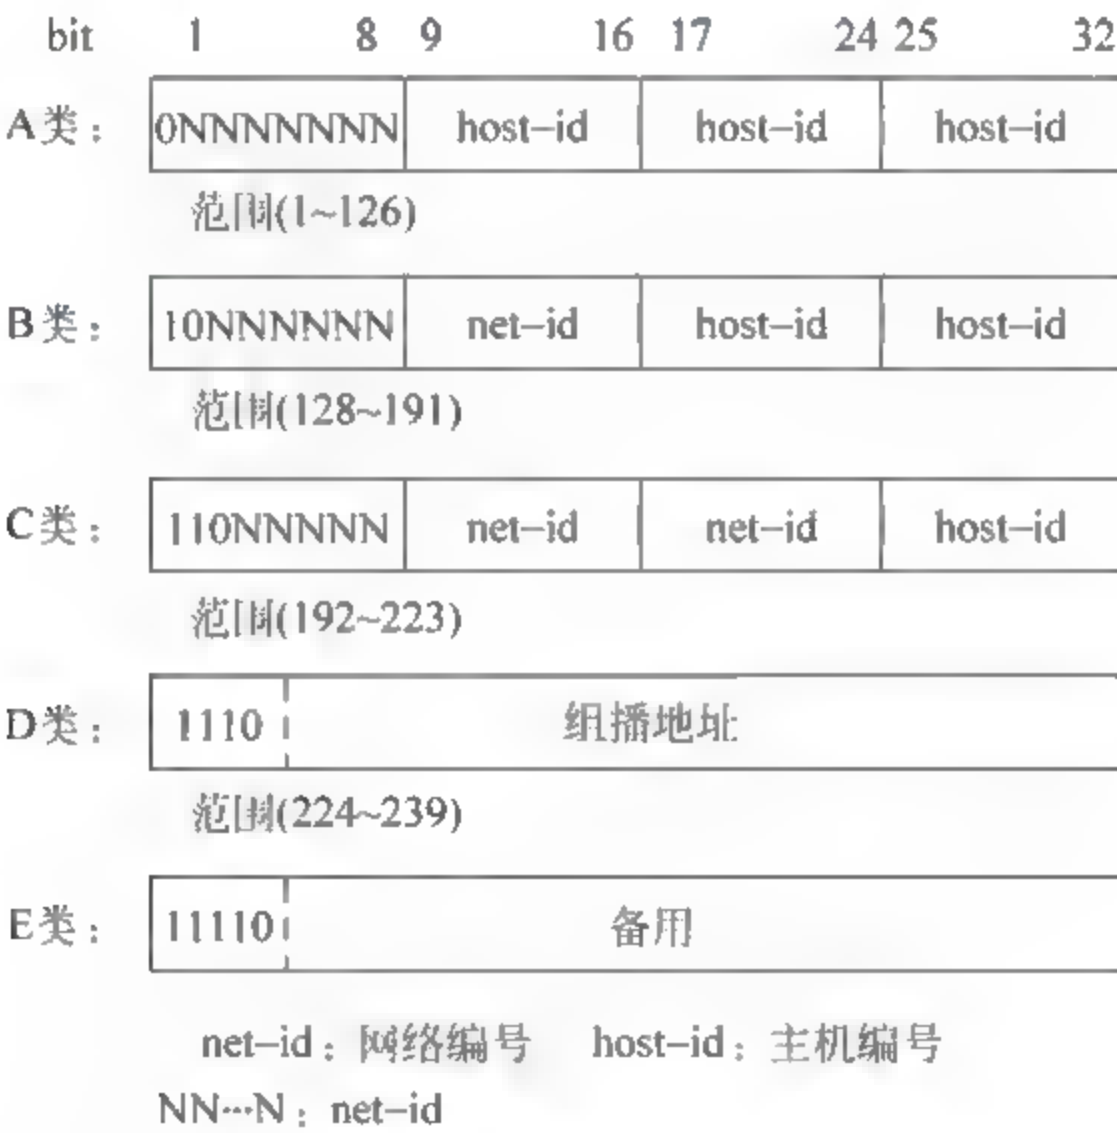 bit 1 8 9 16 17 24 25 32
A类： 0NNNNNNN host–id host–id host–id
范围(1~126)
B类： 10NNNNNN net–id host–id host–id
范围(128~191)
C类： 110NNNNN net–id net–id host–id
范围(192~223)
D类： 1110 组播地址
范围(224~239)
E类： 11110 备用
net–id：网络编号 host–id：主机编号
NN···N：net–id